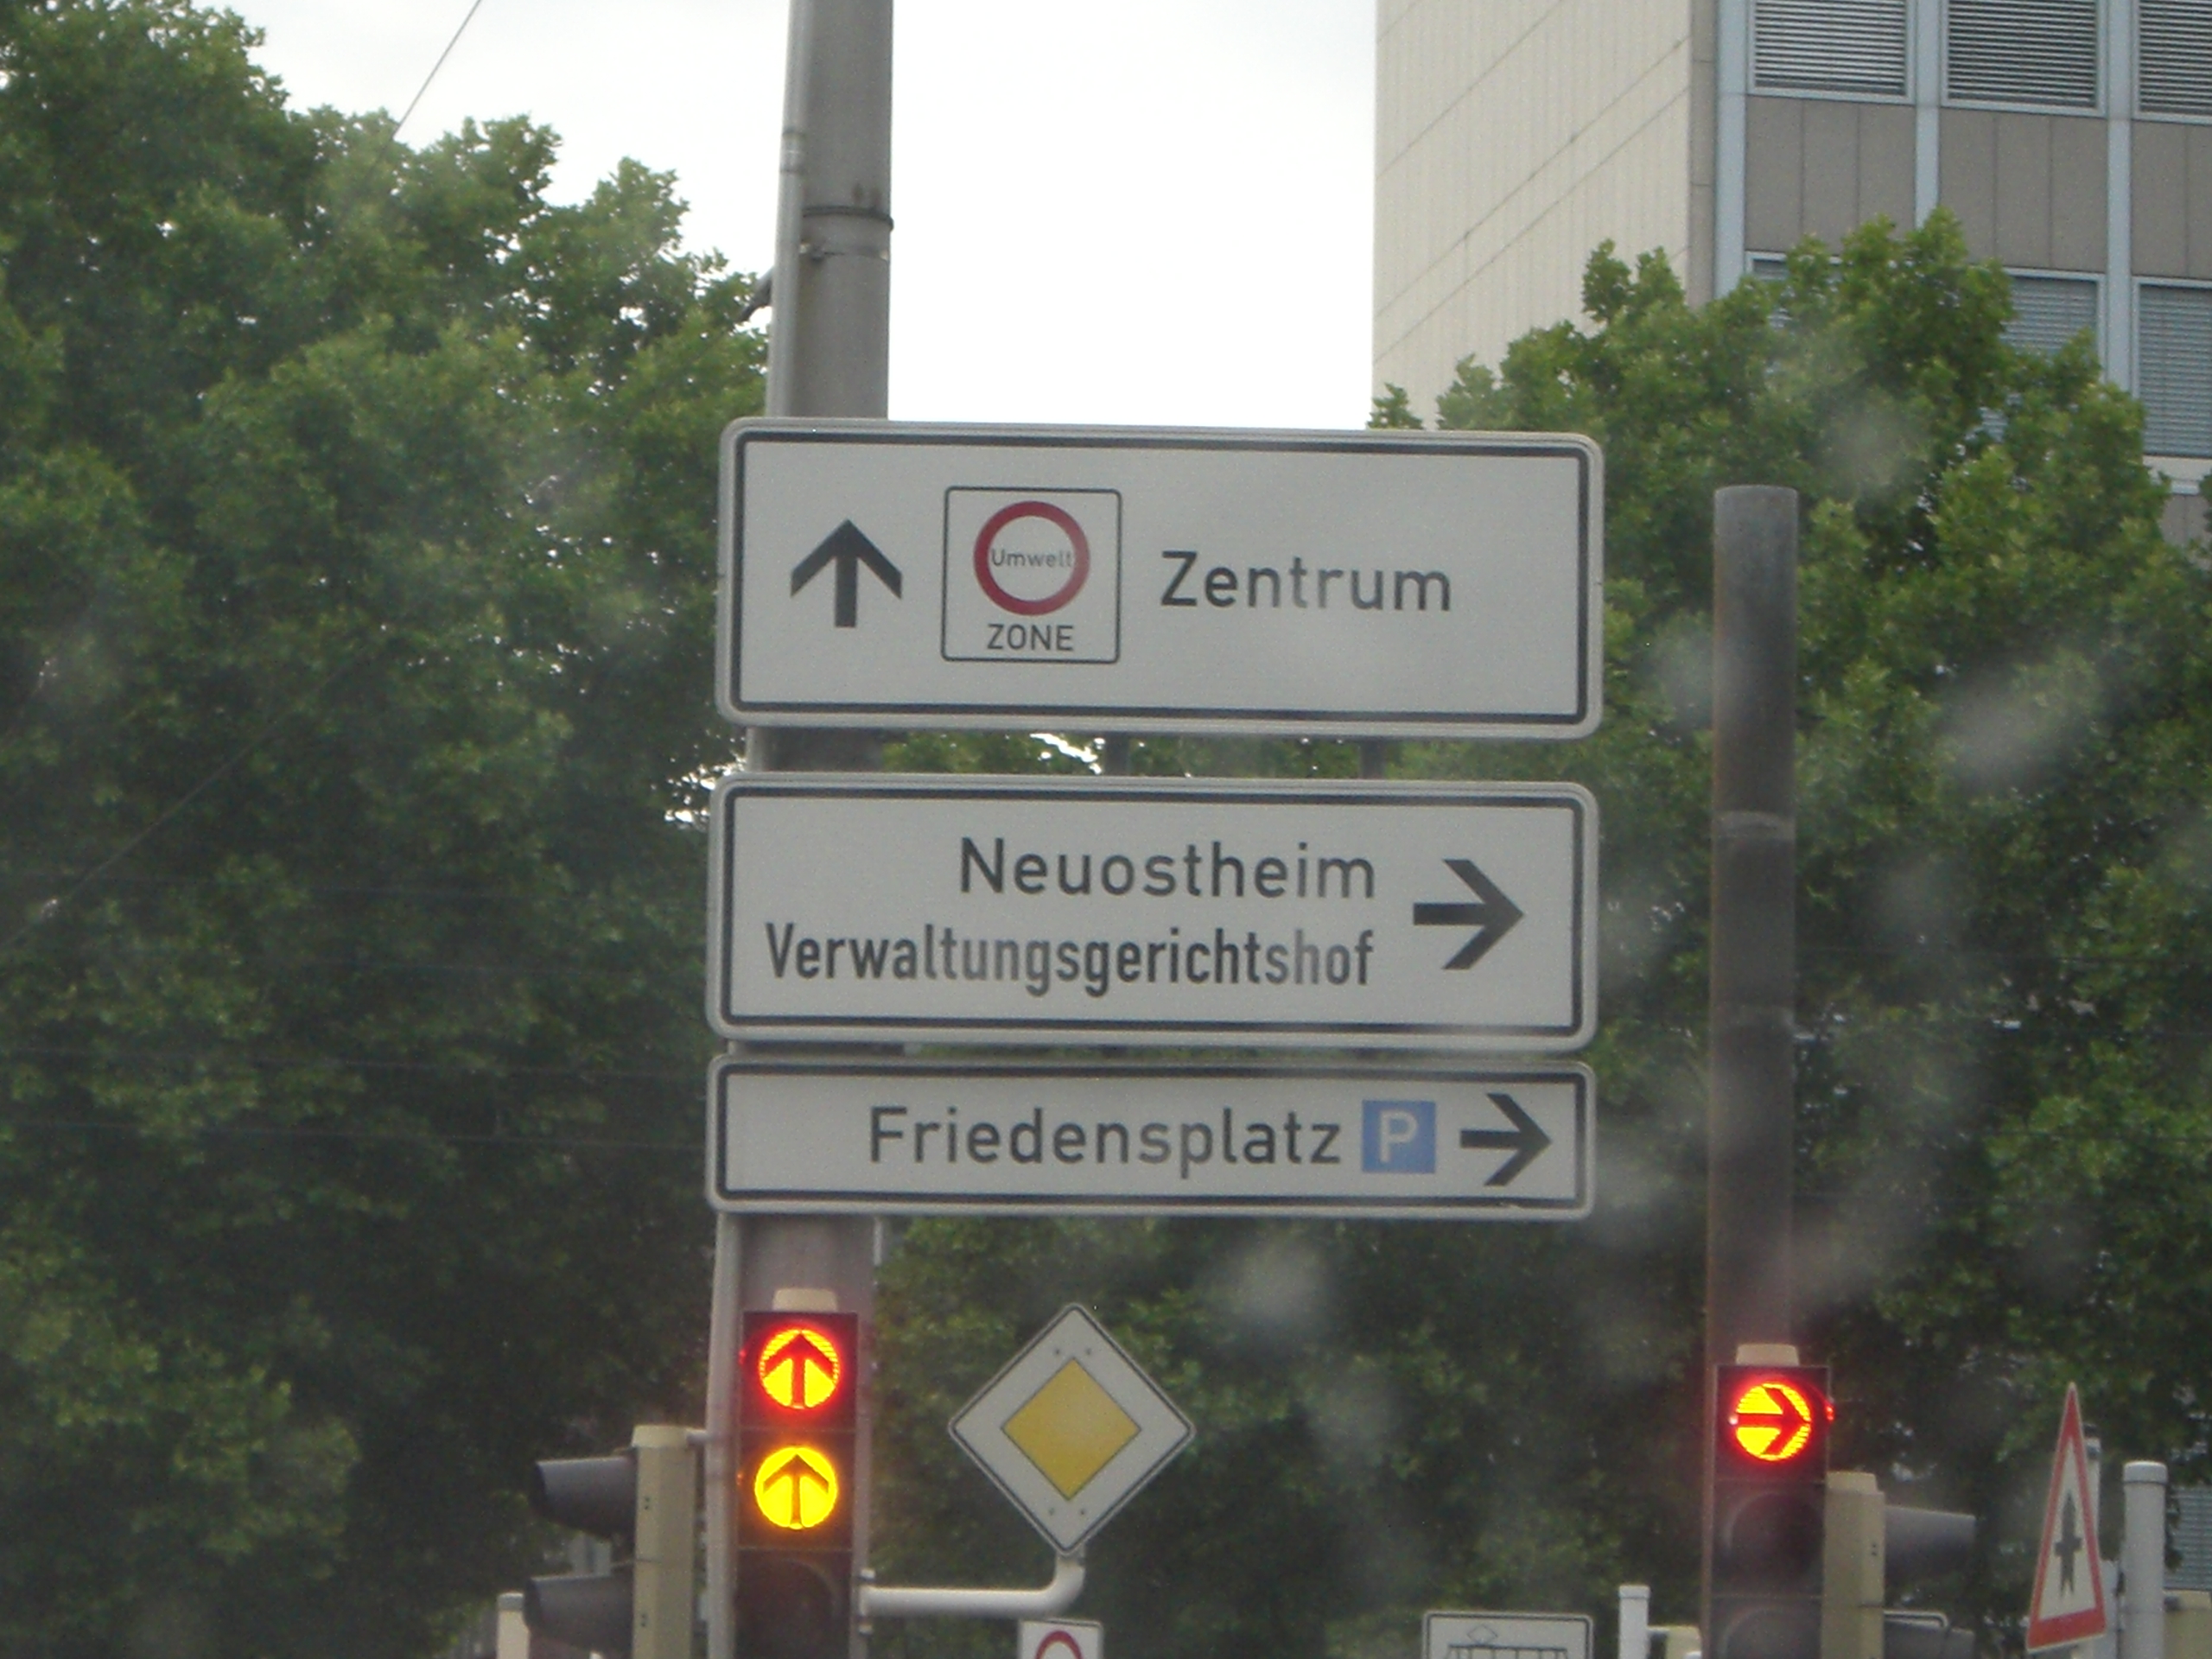 Umwelt
ZONE
Zentrum
Neuostheim
Verwaltungsgerichtshof
Friedensplatz P